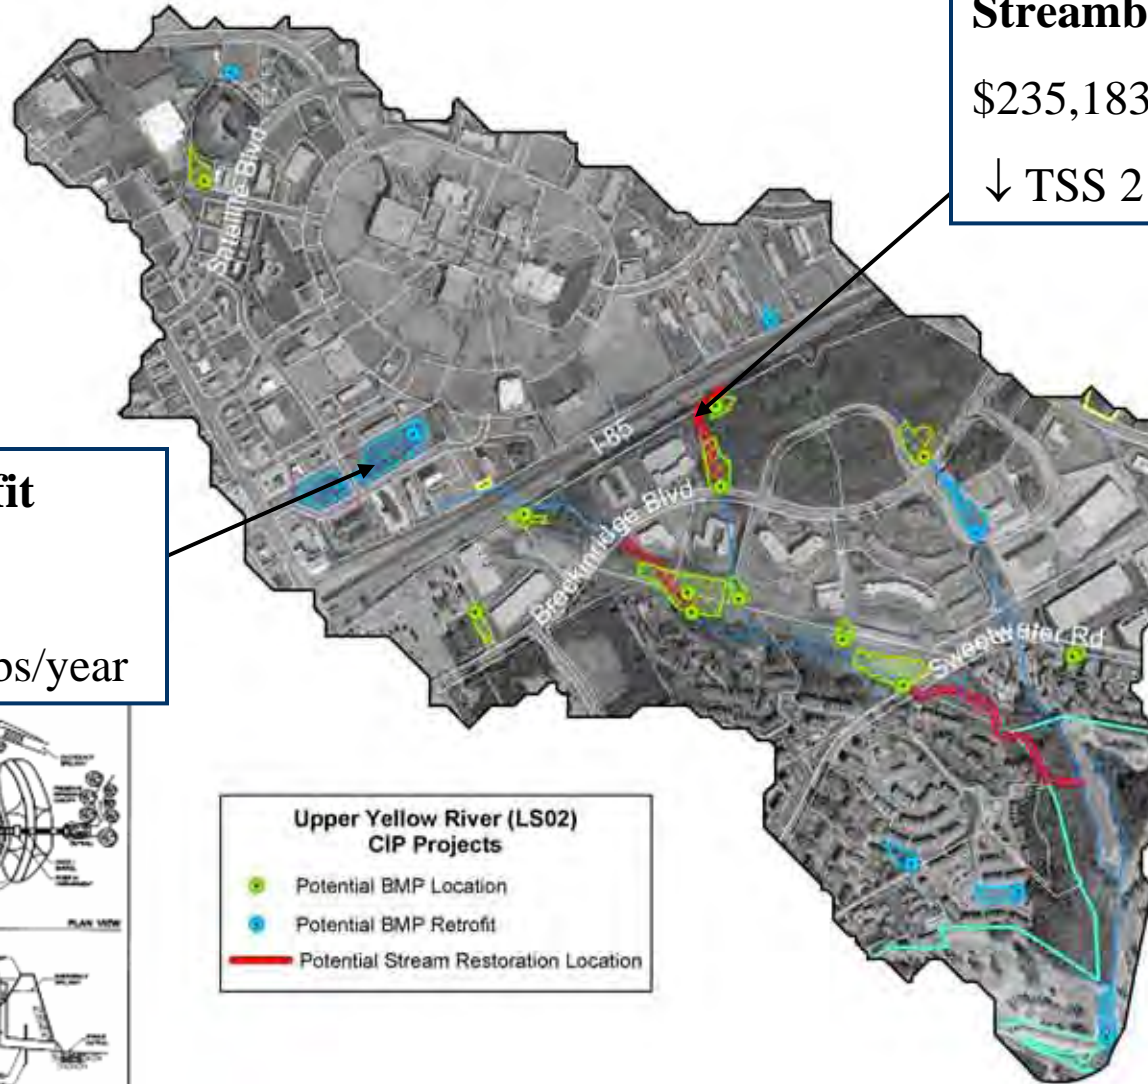 Streamb
$235,183
↓ TSS 2
Satellite Blvd
I-85
fit
Breckinridge Blvd
bs/year
Sweetwater Rd
Upper Yellow River (LS02)
CIP Projects
Potential BMP Location
Potential BMP Retrofit
Potential Stream Restoration Location
PLAN VIEW